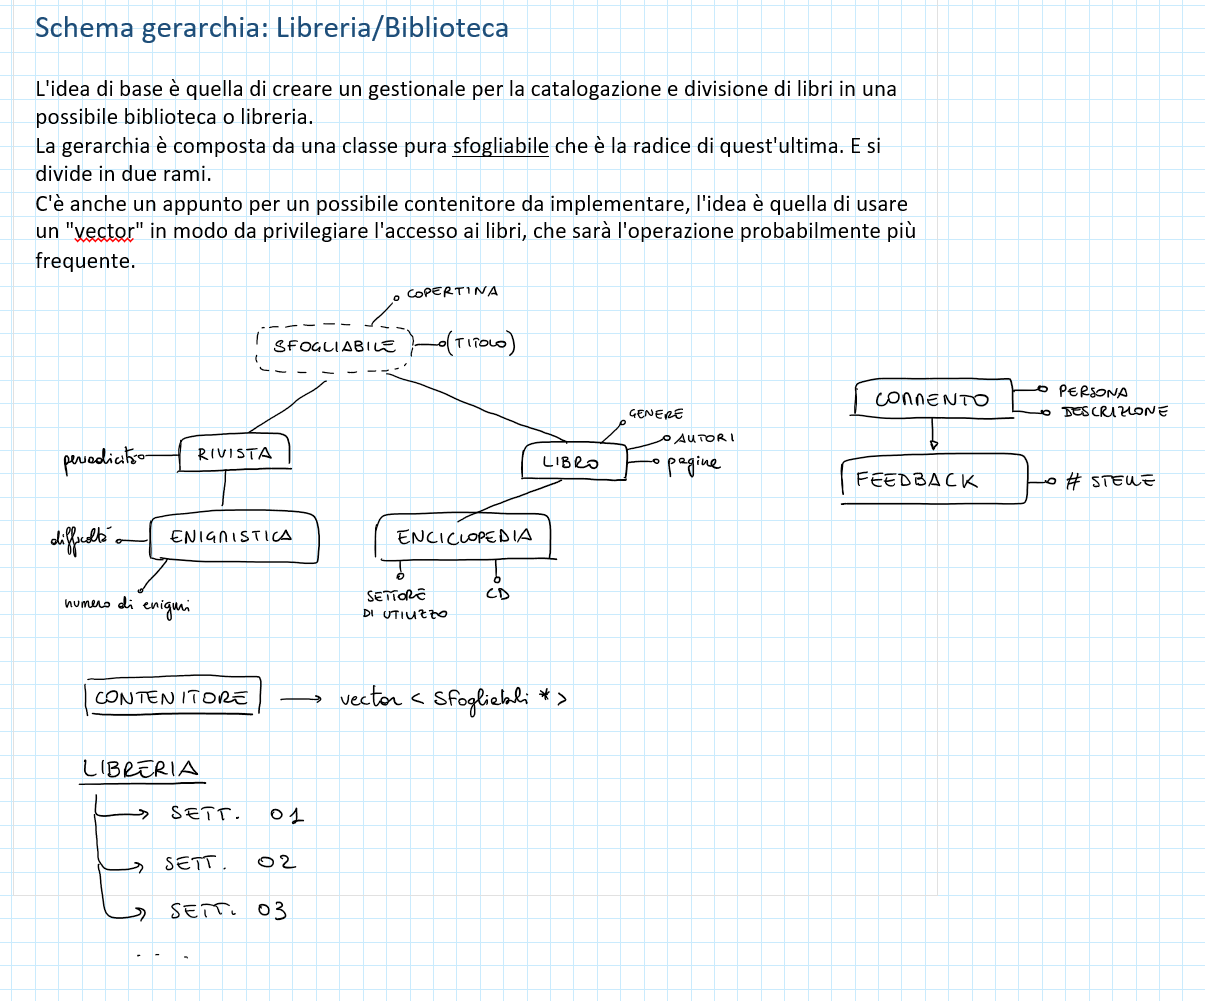 Schema gerarchia: Libreria/Biblioteca
L'idea di base è quella di creare un gestionale per la catalogazione e divisione di libri in una
possibile biblioteca o libreria.
La gerarchia è composta da una classe pura sfogliabile che è la radice di quest'ultima. E si
divide in due rami.
C'è anche un appunto per un possibile contenitore da implementare, l'idea è quella di usare
un "vector" in modo da privilegiare l'accesso ai libri, che sarà l'operazione probabilmente più
frequente.
COPERTINA
SFOGLIABILE
(TITOLO)
COMMENTO
PERSONA
DESCRIZIONE
GENERE
AUTORI
periodicità
RIVISTA
LIBRO
pagine
FEEDBACK
# STELLE
difficoltà
ENIGMISTICA
ENCICLOPEDIA
numero di enigmi
SETTORE
DI UTILIZZO
CD
CONTENITORE
vector < Sfogliabili * >
LIBRERIA
SETT. 01
SETT. 02
SETT. 03
. . .